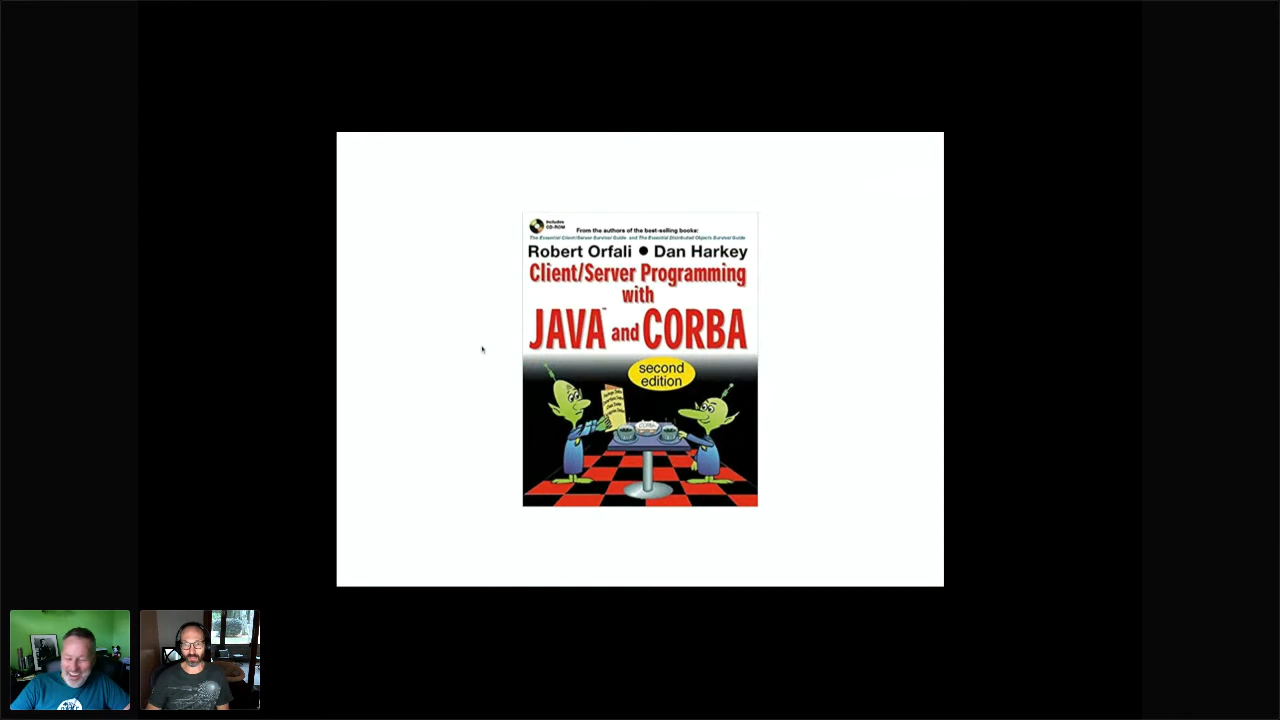 Includes
CD-ROM
From the authors of the best-selling books:
The Essential Client/Server Survival Guide and The Essential Distributed Objects Survival Guide
Robert Orfali ● Dan Harkey
Client/Server Programming
with
JAVA™ and CORBA
second
edition
CORBA